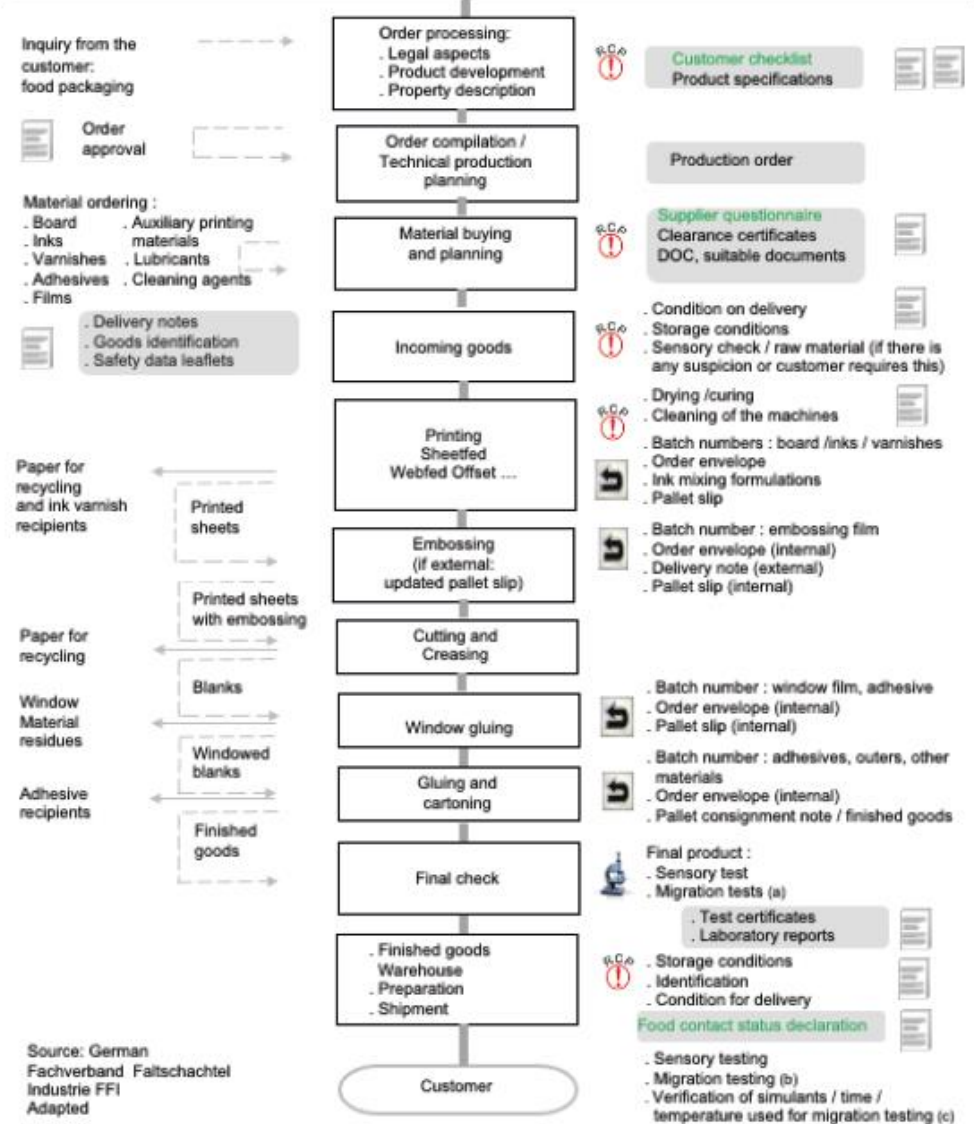 Inquiry from the
customer:
food packaging
Order processing:
. Legal aspects
. Product development
. Property description
R.C.P
Customer checklist
Product specifications
Order
approval
Order compilation /
Technical production
planning
Production order
Material ordering :
. Board
. Inks
. Varnishes
. Adhesives
. Films
. Auxiliary printing
materials
. Lubricants
. Cleaning agents
Material buying
and planning
R.C.P
Supplier questionnaire
Clearance certificates
DOC, suitable documents
. Delivery notes
. Goods identification
. Safety data leaflets
Incoming goods
R.C.P
. Condition on delivery
. Storage conditions
. Sensory check / raw material (if there is
any suspicion or customer requires this)
Printing
Sheetfed
Webfed Offset ...
R.C.P
. Drying /curing
. Cleaning of the machines
. Batch numbers : board /inks / varnishes
. Order envelope
. Ink mixing formulations
. Pallet slip
Paper for
recycling
and ink varnish
recipients
Printed
sheets
Embossing
(if external:
updated pallet slip)
. Batch number : embossing film
. Order envelope (internal)
. Delivery note (external)
. Pallet slip (internal)
Printed sheets
with embossing
Paper for
recycling
Cutting and
Creasing
Blanks
Window
Material
residues
Window gluing
. Batch number : window film, adhesive
. Order envelope (internal)
. Pallet slip (internal)
Windowed
blanks
Adhesive
recipients
Gluing and
cartoning
. Batch number : adhesives, outers, other
materials
. Order envelope (internal)
. Pallet consignment note / finished goods
Finished
goods
Final check
Final product :
. Sensory test
. Migration tests (a)
. Test certificates
. Laboratory reports
. Finished goods
Warehouse
. Preparation
. Shipment
R.C.P
. Storage conditions
. Identification
. Condition for delivery
Food contact status declaration
. Sensory testing
. Migration testing (b)
. Verification of simulants / time /
temperature used for migration testing (c)
Customer
Source: German
Fachverband Faltschachtel
Industrie FFI
Adapted